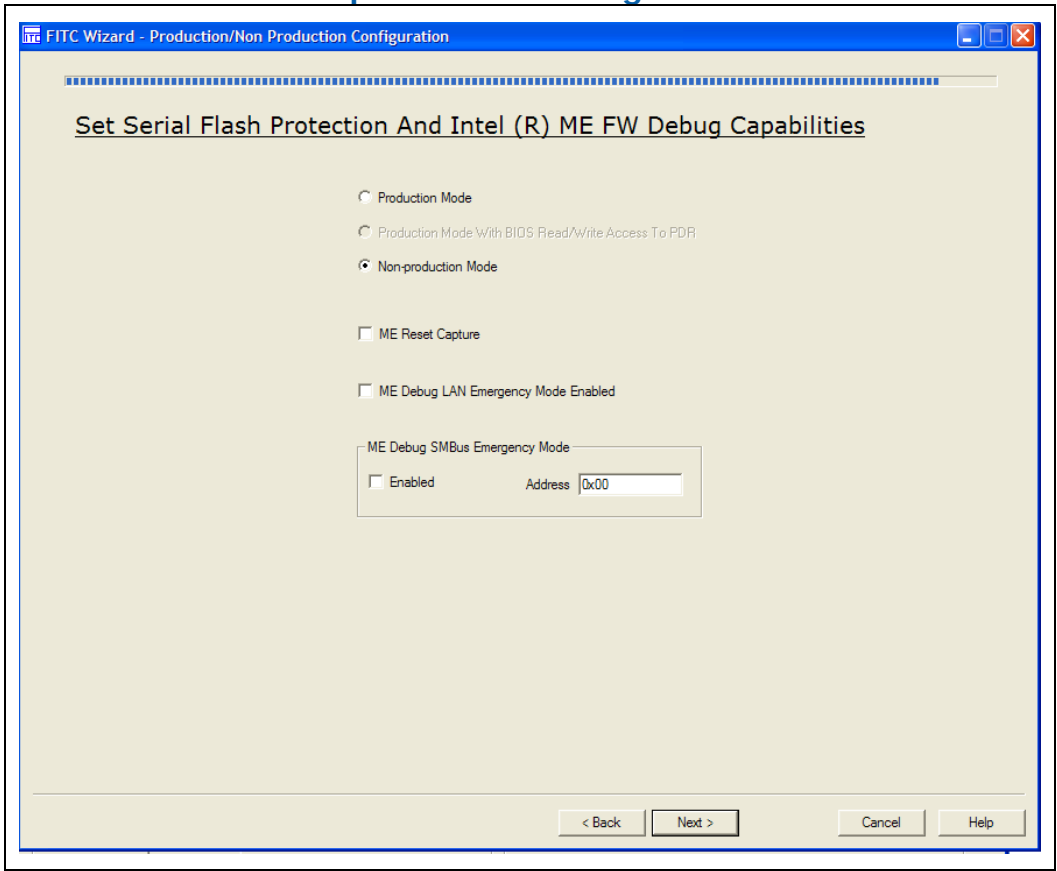 FITC Wizard - Production/Non Production Configuration
Set Serial Flash Protection And Intel (R) ME FW Debug Capabilities
Production Mode
Production Mode With BIOS Read/Write Access To PDR
Non-production Mode
ME Reset Capture
ME Debug LAN Emergency Mode Enabled
ME Debug SMBus Emergency Mode
Enabled Address 0x00
< Back Next > Cancel Help